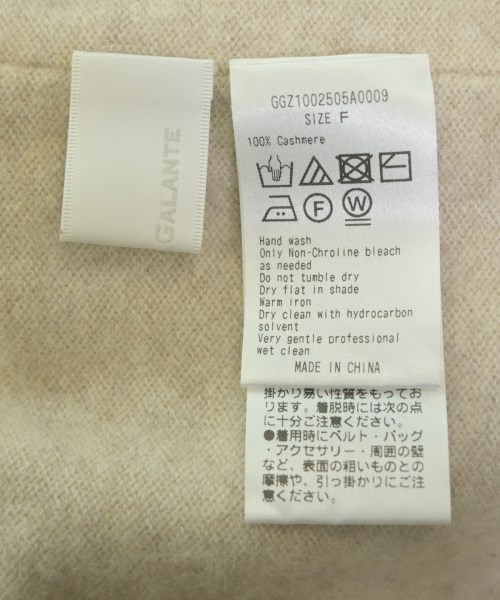 GALANTE
GGZ1002505A0009
SIZE F
100% Cashmere
F
W
Hand wash
Only Non-Chroline bleach
as needed
Do not tumble dry
Dry flat in shade
Warm iron
Dry clean with hydrocarbon
solvent
Very gentle professional
wet clean
MADE IN CHINA
掛かり易い性質をもってお
ります。着脱時には次の点
に十分ご注意ください。
●着用時にベルト・バッグ
・アクセサリー・周囲の壁
など、表面の粗いものとの
摩擦や、引っ掛かりにご注
意ください。